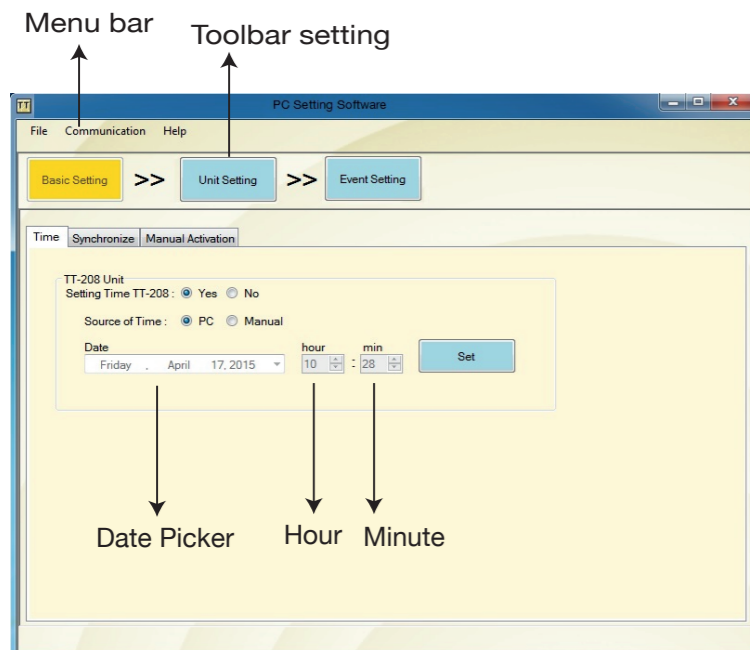 Menu bar
Toolbar setting
TT PC Setting Software
File Communication Help
Basic Setting >> Unit Setting >> Event Setting
Time Synchronize Manual Activation
TT-208 Unit
Setting Time TT-208 : Yes No
Source of Time : PC Manual
Date hour min
Friday , April 17, 2015 10 : 28 Set
Date Picker Hour Minute